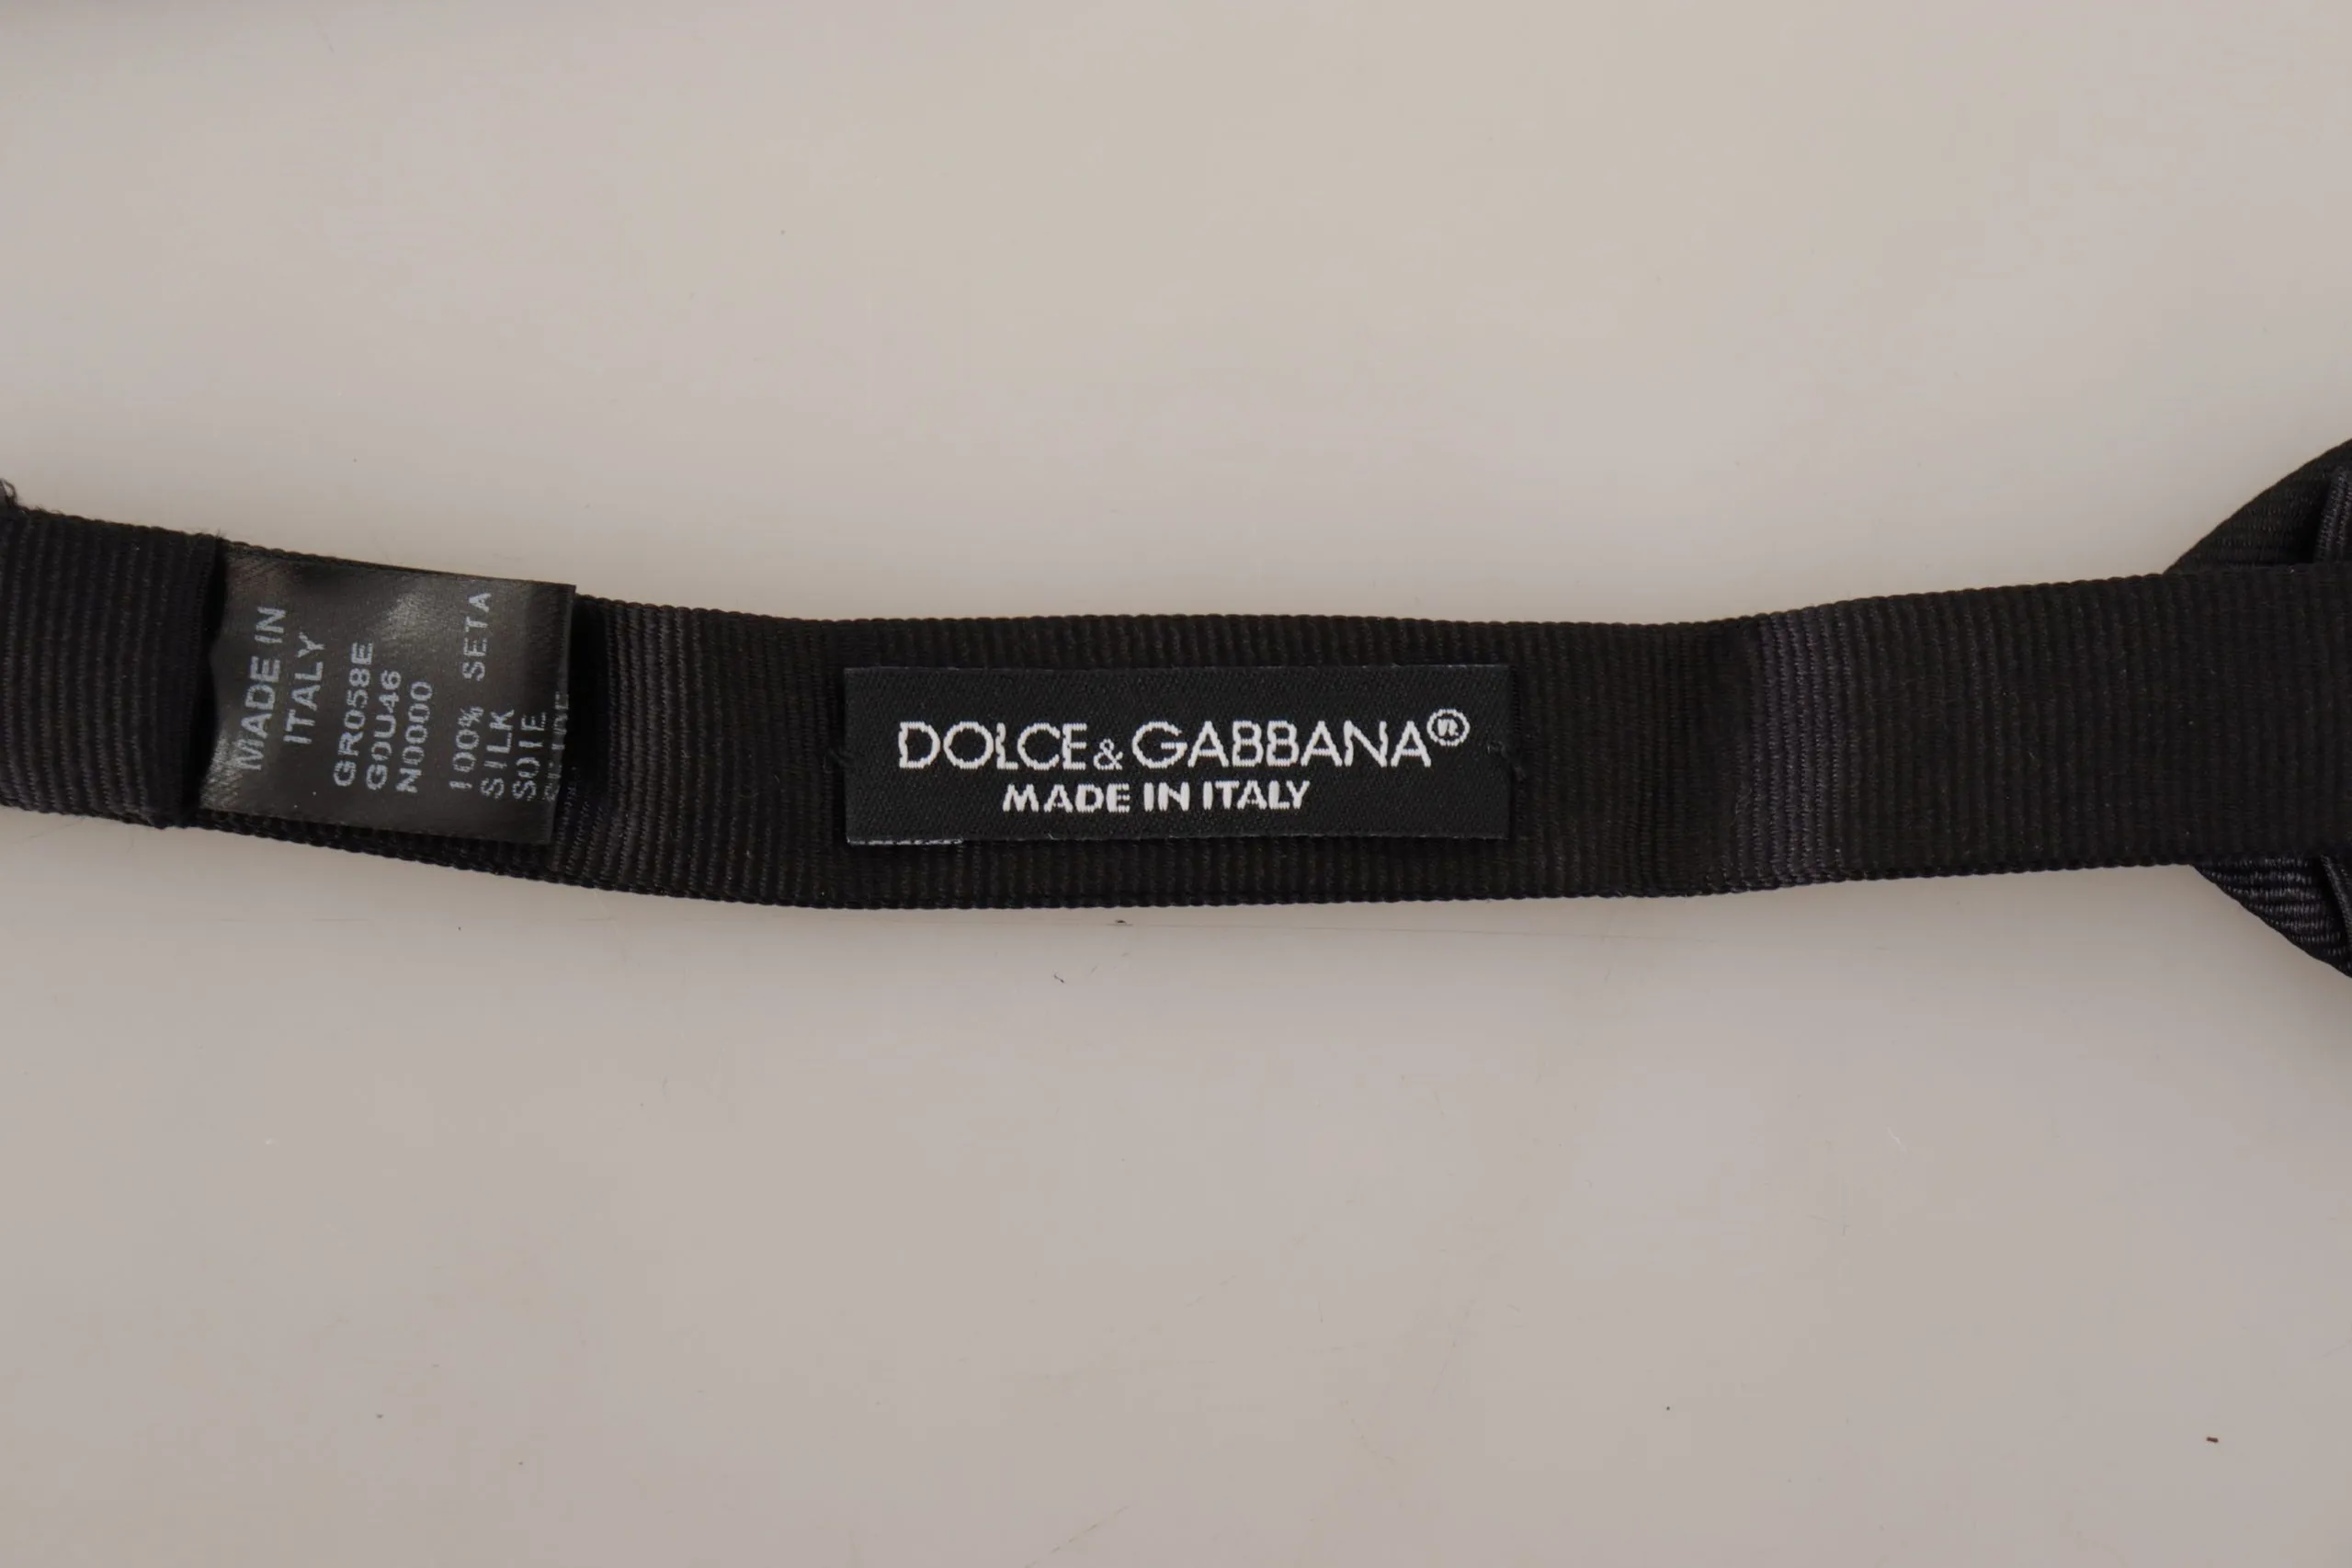 MADE IN
ITALY
GR058E
G0U46
N0000
100% SETA
SILK
SOIE
DOLCE & GABBANA®
MADE IN ITALY